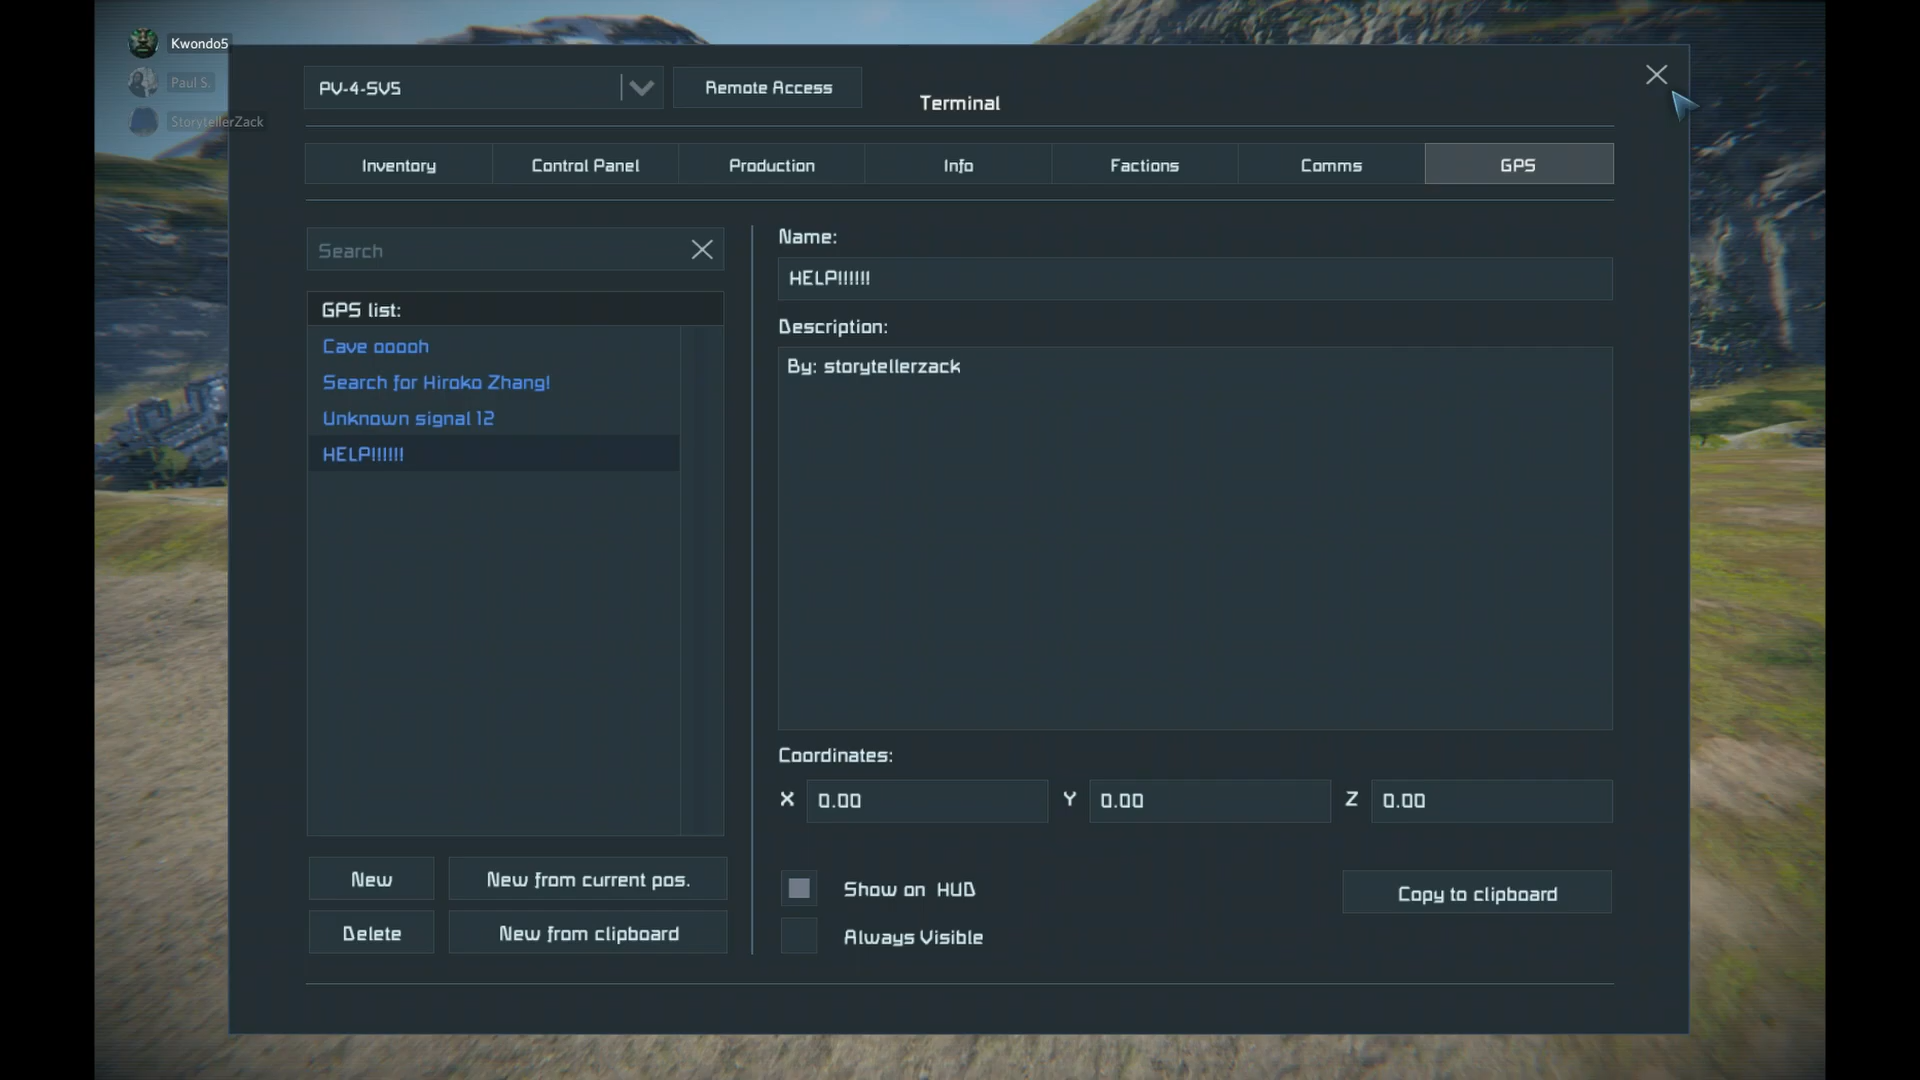 Kwondo5
Paul S.
StorytellerZack
PV-4-SV5
Remote Access
Terminal
Inventory
Control Panel
Production
Info
Factions
Comms
GPS
Search
GPS list:
Cave ooooh
Search for Hiroko Zhang!
Unknown signal 12
HELP!!!!!!
New
New from current pos.
Delete
New from clipboard
Name:
HELP!!!!!!
Description:
By: storytellerzack
Coordinates:
X 0.00 Y 0.00 Z 0.00
Show on HUD
Copy to clipboard
Always Visible